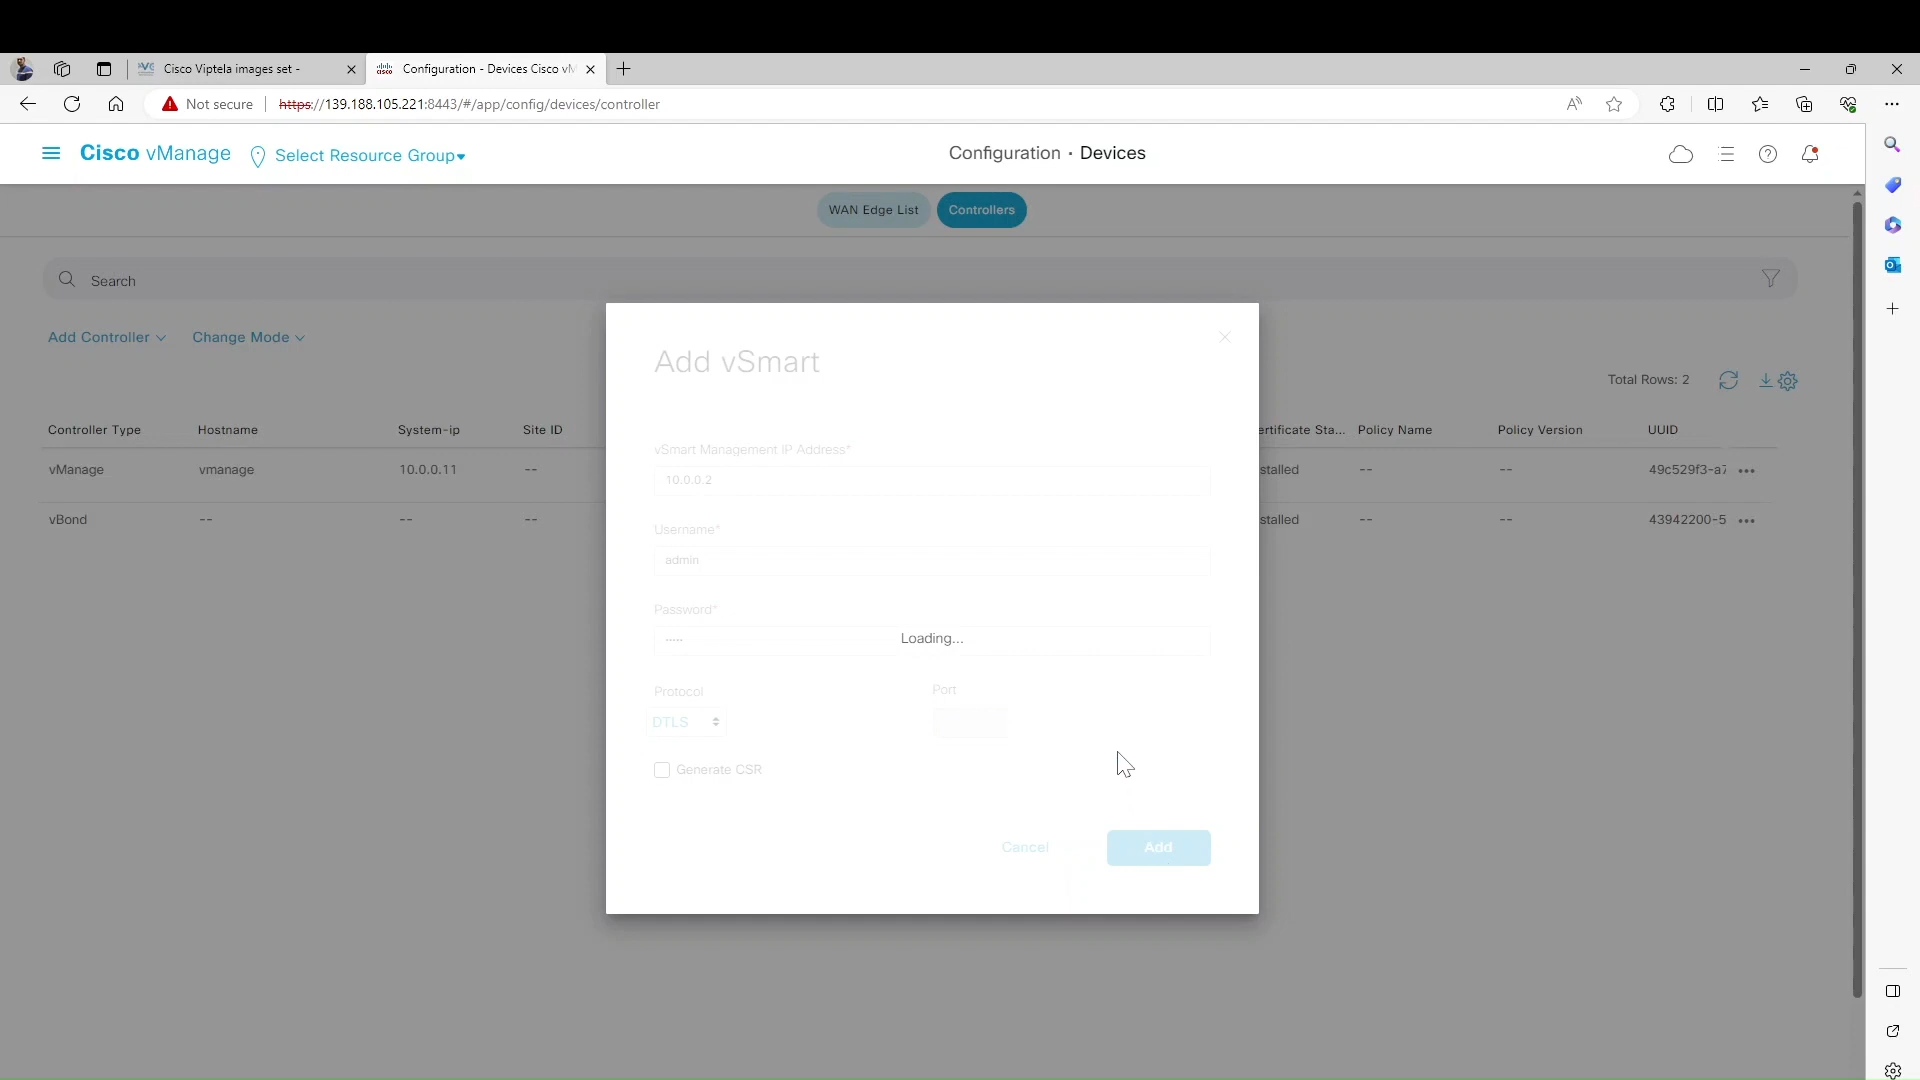 Cisco Viptela images set -
Configuration - Devices Cisco vM
Not secure
https://139.188.105.221:8443/#/app/config/devices/controller
Cisco vManage
Select Resource Group
Configuration · Devices
WAN Edge List
Controllers
Search
Add Controller
Change Mode
Total Rows: 2
Controller Type Hostname System-ip Site ID ertificate Sta... Policy Name Policy Version UUID
vManage vmanage 10.0.0.11 -- stalled -- -- 49c529f3-a7 •••
vBond -- -- -- stalled -- -- 43942200-5 •••
Add vSmart
vSmart Management IP Address*
10.0.0.2
Username*
admin
Password*
·····
Loading...
Protocol Port
DTLS
Generate CSR
Cancel Add